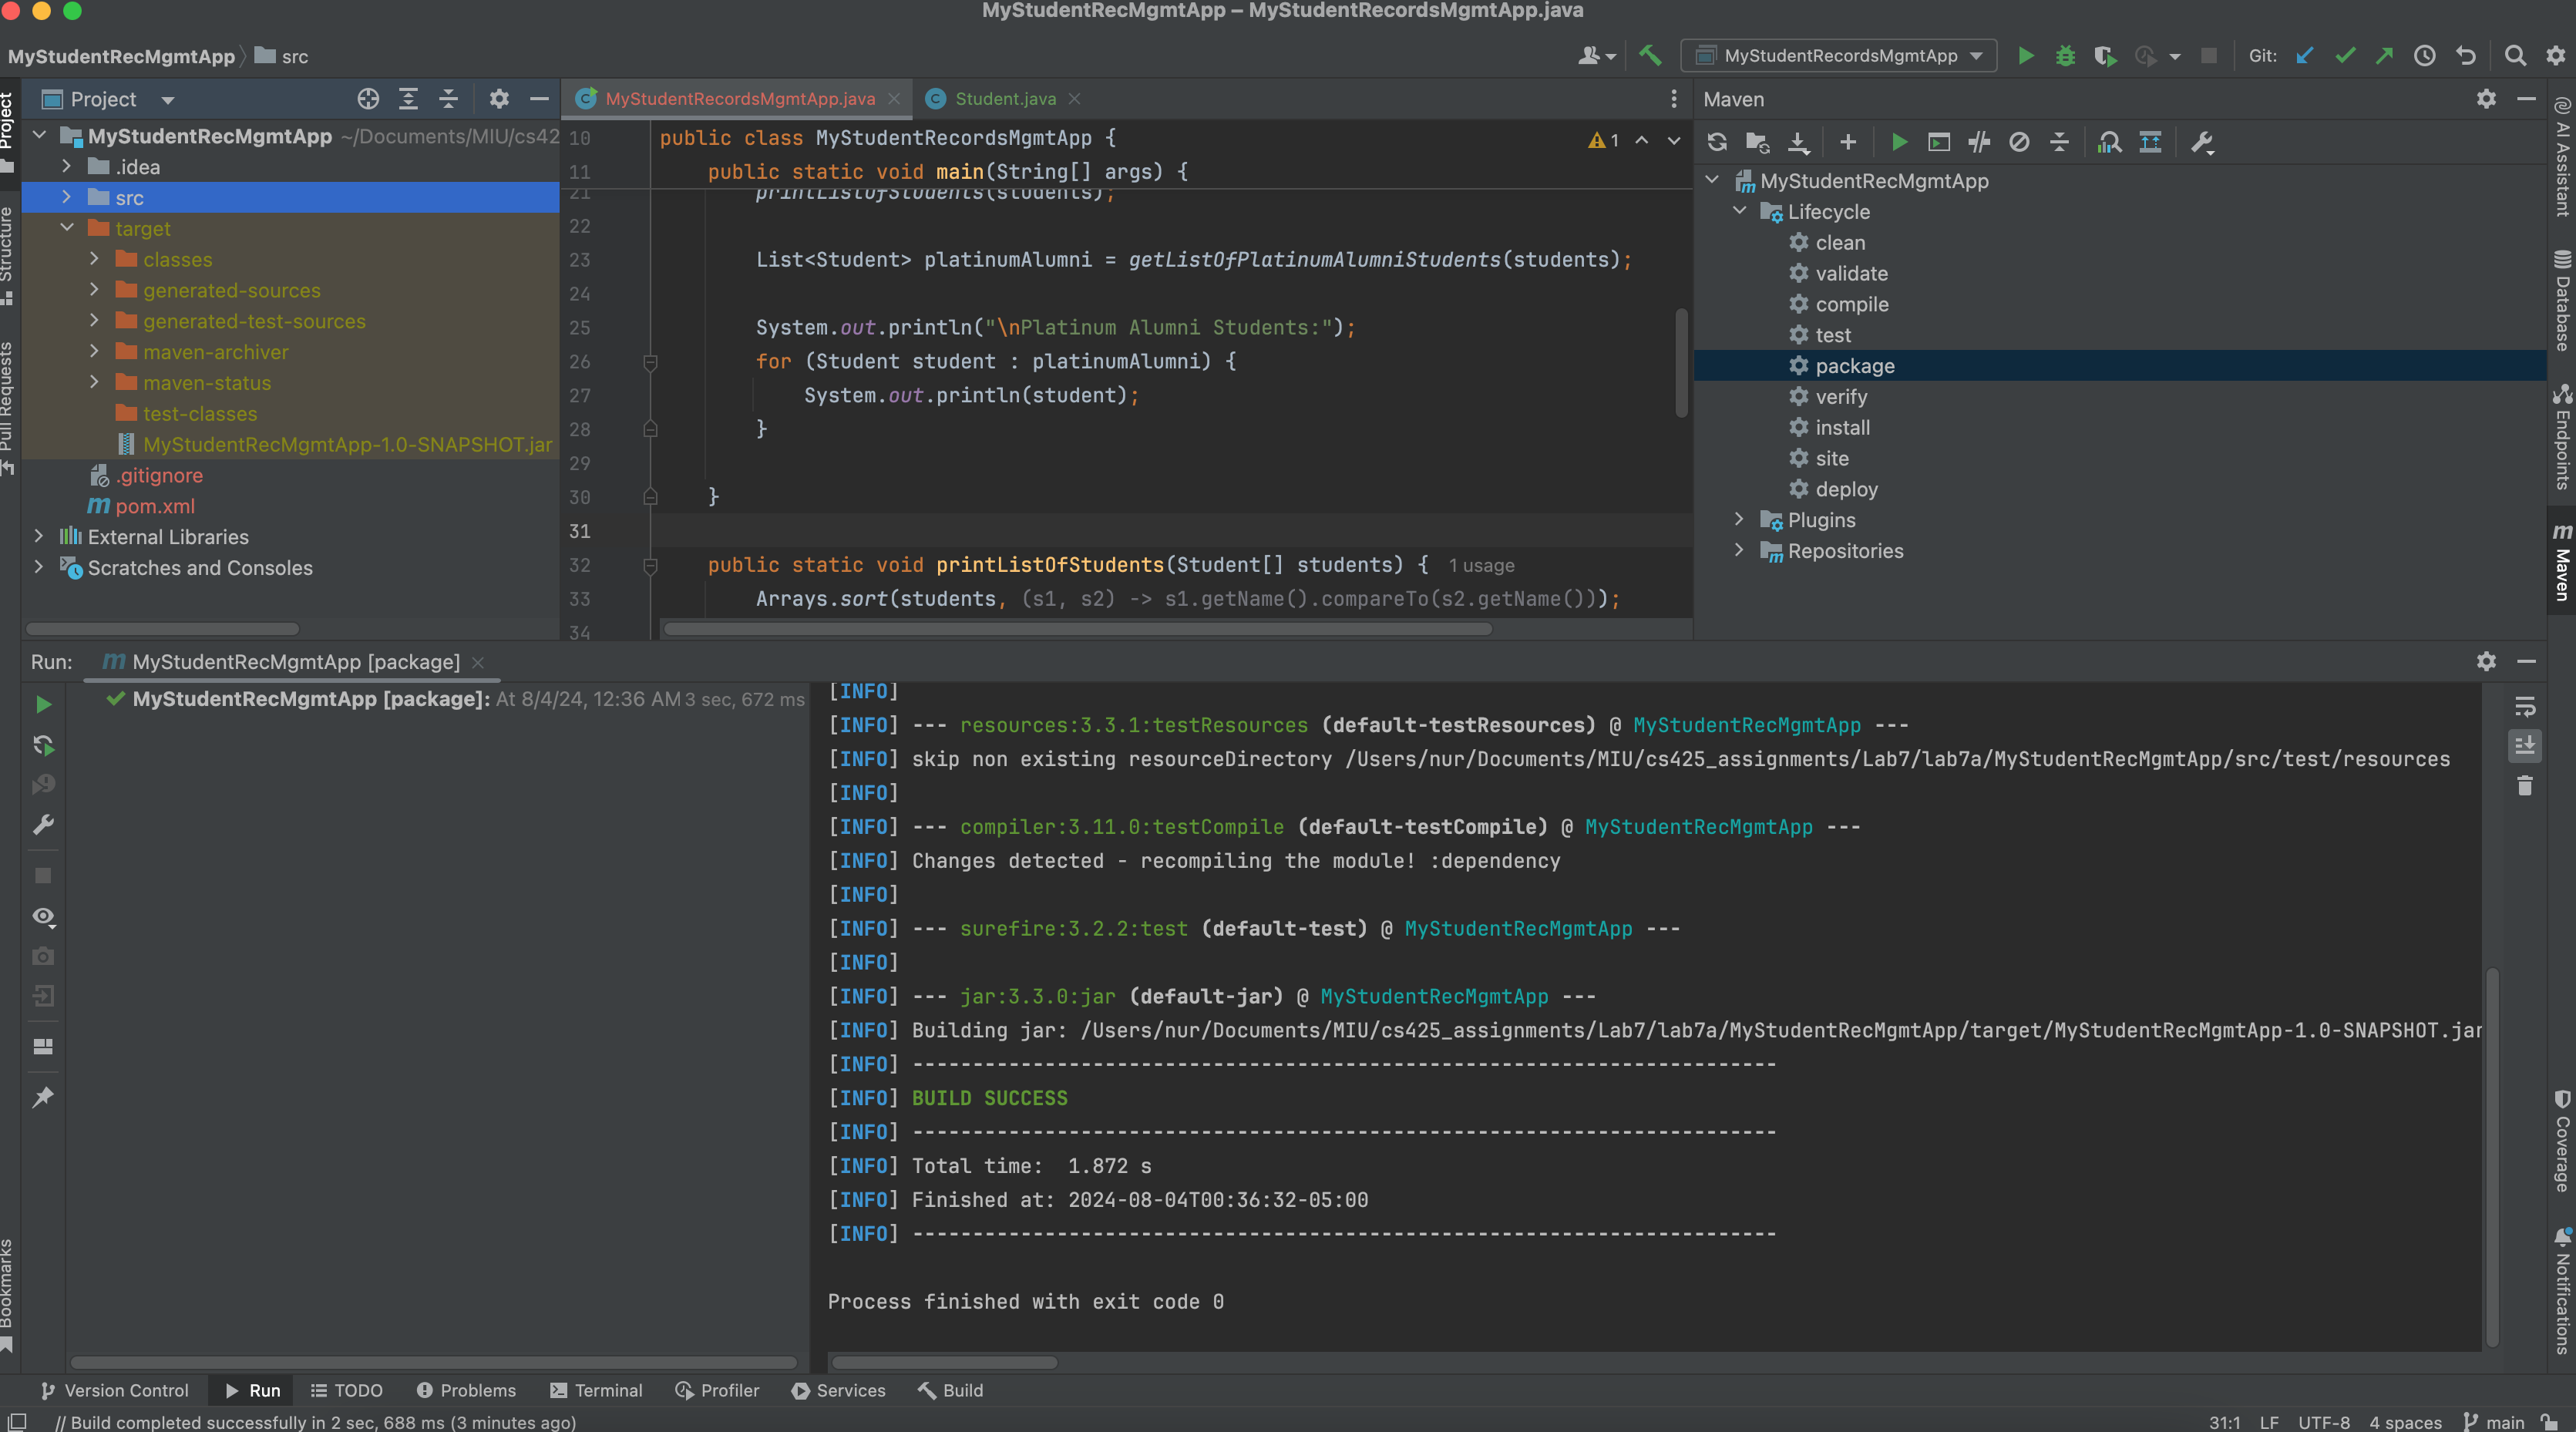 MyStudentRecMgmtApp – MyStudentRecordsMgmtApp.java
MyStudentRecMgmtApp src
MyStudentRecordsMgmtApp
Git:
Project
Structure
Pull Requests
Bookmarks
Project
MyStudentRecMgmtApp ~/Documents/MIU/cs42
.idea
src
target
classes
generated-sources
generated-test-sources
maven-archiver
maven-status
test-classes
MyStudentRecMgmtApp-1.0-SNAPSHOT.jar
.gitignore
pom.xml
External Libraries
Scratches and Consoles
MyStudentRecordsMgmtApp.java
Student.java
1
10 public class MyStudentRecordsMgmtApp {
11 public static void main(String[] args) {
21 printListOfStudents(students);
22
23 List<Student> platinumAlumni = getListOfPlatinumAlumniStudents(students);
24
25 System.out.println("\nPlatinum Alumni Students:");
26 for (Student student : platinumAlumni) {
27 System.out.println(student);
28 }
29
30 }
31
32 public static void printListOfStudents(Student[] students) { 1 usage
33 Arrays.sort(students, (s1, s2) -> s1.getName().compareTo(s2.getName()));
34
Maven
MyStudentRecMgmtApp
Lifecycle
clean
validate
compile
test
package
verify
install
site
deploy
Plugins
Repositories
AI Assistant
Database
Endpoints
Maven
Coverage
Notifications
Run: MyStudentRecMgmtApp [package]
MyStudentRecMgmtApp [package]: At 8/4/24, 12:36 AM 3 sec, 672 ms
[INFO]
[INFO] --- resources:3.3.1:testResources (default-testResources) @ MyStudentRecMgmtApp ---
[INFO] skip non existing resourceDirectory /Users/nur/Documents/MIU/cs425_assignments/Lab7/lab7a/MyStudentRecMgmtApp/src/test/resources
[INFO]
[INFO] --- compiler:3.11.0:testCompile (default-testCompile) @ MyStudentRecMgmtApp ---
[INFO] Changes detected - recompiling the module! :dependency
[INFO]
[INFO] --- surefire:3.2.2:test (default-test) @ MyStudentRecMgmtApp ---
[INFO]
[INFO] --- jar:3.3.0:jar (default-jar) @ MyStudentRecMgmtApp ---
[INFO] Building jar: /Users/nur/Documents/MIU/cs425_assignments/Lab7/lab7a/MyStudentRecMgmtApp/target/MyStudentRecMgmtApp-1.0-SNAPSHOT.jar
[INFO] ------------------------------------------------------------------------
[INFO] BUILD SUCCESS
[INFO] ------------------------------------------------------------------------
[INFO] Total time:  1.872 s
[INFO] Finished at: 2024-08-04T00:36:32-05:00
[INFO] ------------------------------------------------------------------------
Process finished with exit code 0
Version Control Run TODO Problems Terminal Profiler Services Build
// Build completed successfully in 2 sec, 688 ms (3 minutes ago)
31:1 LF UTF-8 4 spaces main